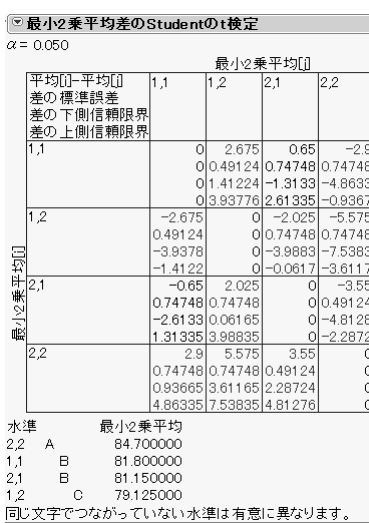 最小2乗平均差のStudentのt検定
α= 0.050
最小2乗平均[j]
平均[i]-平均[j] 1,1 1,2 2,1 2,2
差の標準誤差
差の下側信頼限界
差の上側信頼限界
最小2乗平均[i]
1,1 0 2.675 0.65 -2.9
0 0.49124 0.74748 0.74748
0 1.41224 -1.3133 -4.8633
0 3.93776 2.61335 -0.9367
1,2 -2.675 0 -2.025 -5.575
0.49124 0 0.74748 0.74748
-3.9378 0 -3.9883 -7.5383
-1.4122 0 -0.0617 -3.6117
2,1 -0.65 2.025 0 -3.55
0.74748 0.74748 0 0.49124
-2.6133 0.06165 0 -4.8128
1.31335 3.98835 0 -2.2872
2,2 2.9 5.575 3.55 0
0.74748 0.74748 0.49124 0
0.93665 3.61165 2.28724 0
4.86335 7.53835 4.81276 0
水準 最小2乗平均
2,2 A 84.700000
1,1 B 81.800000
2,1 B 81.150000
1,2 C 79.125000
同じ文字でつながっていない水準は有意に異なります。